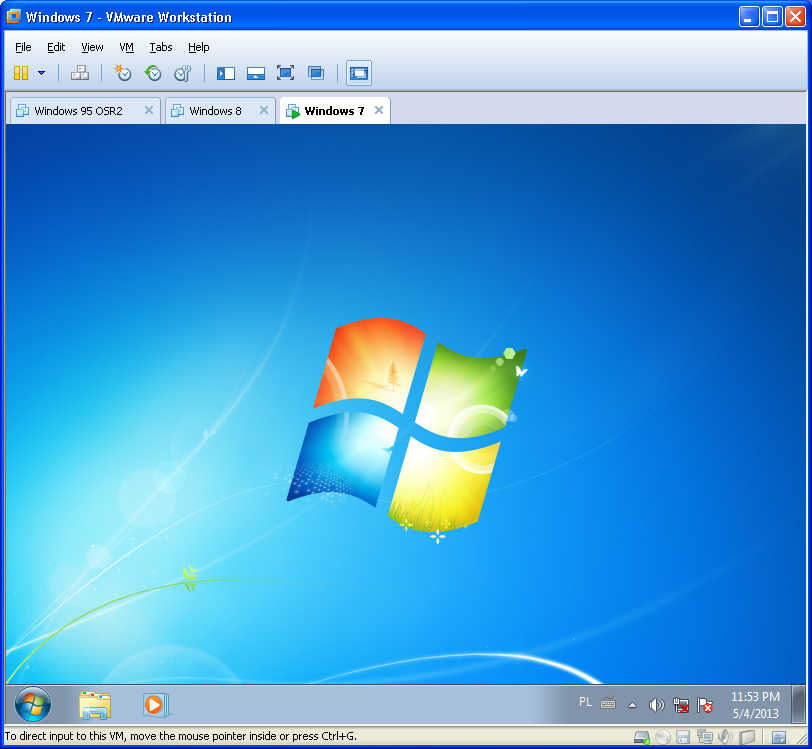 Windows 7 - VMware Workstation
File Edit View VM Tabs Help
Windows 95 OSR2 Windows 8 Windows 7
PL
11:53 PM
5/4/2013
To direct input to this VM, move the mouse pointer inside or press Ctrl+G.